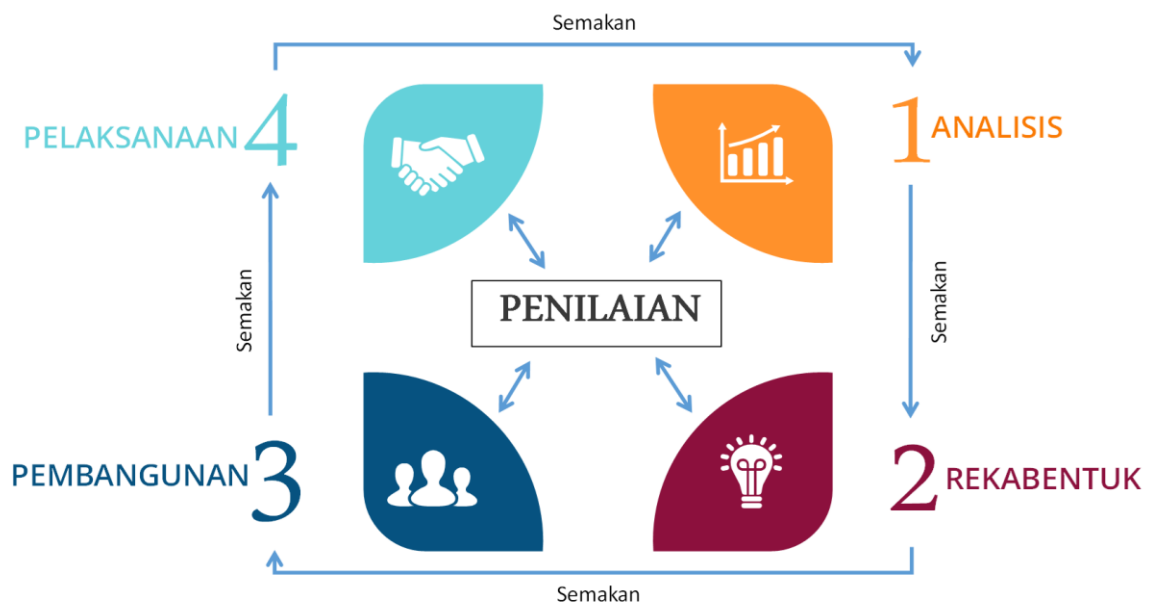 Semakan
PELAKSANAAN 4
1 ANALISIS
Semakan
Semakan
PENILAIAN
PEMBANGUNAN 3
2 REKABENTUK
Semakan